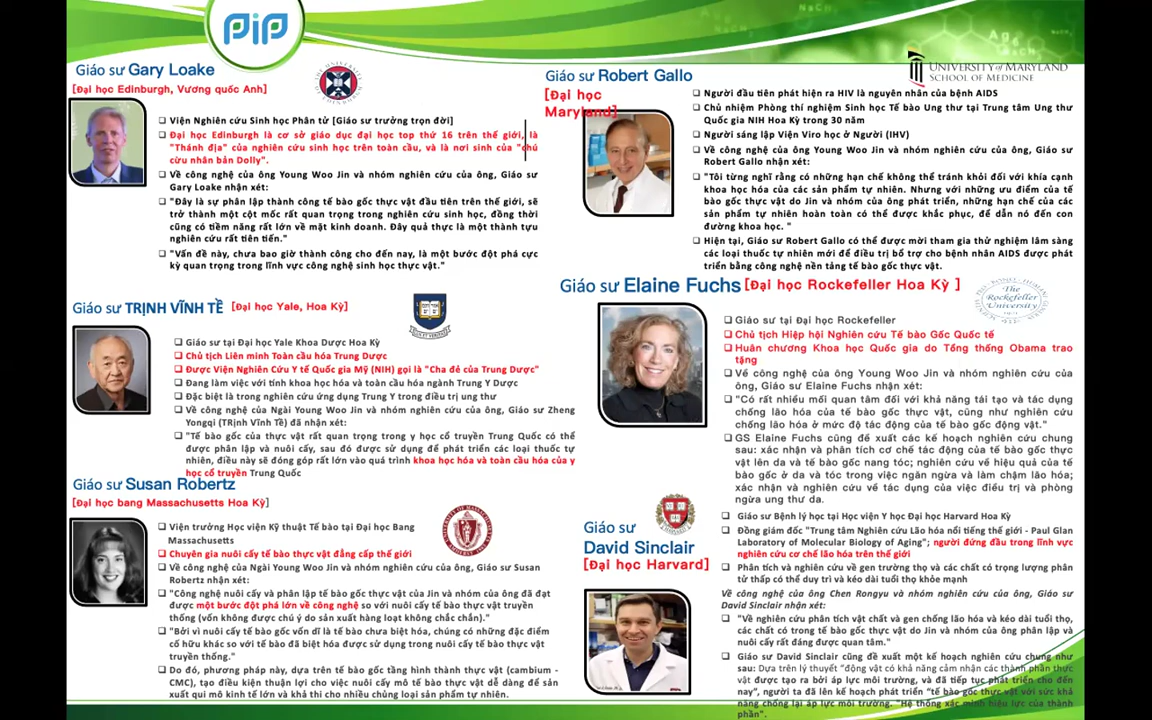 PiP
Giáo sư Gary Loake
[Đại học Edinburgh, Vương quốc Anh]
❑ Viện Nghiên cứu Sinh học Phân tử [Giáo sư trưởng trọn đời]
❑ Đại học Edinburgh là cơ sở giáo dục đại học top thứ 16 trên thế giới, là
"Thánh địa" của nghiên cứu sinh học trên toàn cầu, và là nơi sinh của "chú
cừu nhân bản Dolly".
❑ Về công nghệ của ông Young Woo Jin và nhóm nghiên cứu của ông, Giáo sư
Gary Loake nhận xét:
❑ "Đây là sự phân lập thành công tế bào gốc thực vật đầu tiên trên thế giới, sẽ
trở thành một cột mốc rất quan trọng trong nghiên cứu sinh học, đồng thời
cũng có tiềm năng rất lớn về mặt kinh doanh. Đây quả thực là một thành tựu
nghiên cứu rất tiên tiến."
❑ "Vấn đề này, chưa bao giờ thành công cho đến nay, là một bước đột phá cực
kỳ quan trọng trong lĩnh vực công nghệ sinh học thực vật."
Giáo sư TRỊNH VĨNH TỀ [Đại học Yale, Hoa Kỳ]
❑ Giáo sư tại Đại học Yale Khoa Dược Hoa Kỳ
❑ Chủ tịch Liên minh Toàn cầu hóa Trung Dược
❑ Được Viện Nghiên Cứu Y tế Quốc gia Mỹ (NIH) gọi là "Cha đẻ của Trung Dược"
❑ Đang làm việc với tính khoa học hóa và toàn cầu hóa ngành Trung Y Dược
❑ Đặc biệt là trong nghiên cứu ứng dụng Trung Y trong điều trị ung thư
❑ Về công nghệ của Ngài Young Woo Jin và nhóm nghiên cứu của ông, Giáo sư Zheng
Yongqi (TRịnh Vĩnh Tề) đã nhận xét:
❑ "Tế bào gốc của thực vật rất quan trọng trong y học cổ truyền Trung Quốc có thể
được phân lập và nuôi cấy, sau đó được sử dụng để phát triển các loại thuốc tự
nhiên, điều này sẽ đóng góp rất lớn vào quá trình khoa học hóa và toàn cầu hóa của y
học cổ truyền Trung Quốc
Giáo sư Susan Robertz
[Đại học bang Massachusetts Hoa Kỳ]
❑ Viện trưởng Học viện Kỹ thuật Tế bào tại Đại học Bang
Massachusetts
❑ Chuyên gia nuôi cấy tế bào thực vật đẳng cấp thế giới
❑ Về công nghệ của Ngài Young Woo Jin và nhóm nghiên cứu của ông, Giáo sư Susan
Robertz nhận xét:
❑ "Công nghệ nuôi cấy và phân lập tế bào gốc thực vật của Jin và nhóm của ông đã đạt
được một bước đột phá lớn về công nghệ so với nuôi cấy tế bào thực vật truyền
thống (vốn không được chú ý do sản xuất hàng loạt không chắc chắn)."
❑ "Bởi vì nuôi cấy tế bào gốc vốn dĩ là tế bào chưa biệt hóa, chúng có những đặc điểm
cố hữu khác so với tế bào đã biệt hóa được sử dụng trong nuôi cấy tế bào thực vật
truyền thống."
❑ Do đó, phương pháp này, dựa trên tế bào gốc tầng hình thành thực vật (cambium -
CMC), tạo điều kiện thuận lợi cho việc nuôi cấy mô tế bào thực vật dễ dàng để sản
xuất qui mô kinh tế lớn và khả thi cho nhiều chủng loại sản phẩm tự nhiên.
Giáo sư Robert Gallo
[Đại học
Maryland]
UNIVERSITY of MARYLAND
SCHOOL OF MEDICINE
❑ Người đầu tiên phát hiện ra HIV là nguyên nhân của bệnh AIDS
❑ Chủ nhiệm Phòng thí nghiệm Sinh học Tế bào Ung thư tại Trung tâm Ung thư
Quốc gia NIH Hoa Kỳ trong 30 năm
❑ Người sáng lập Viện Viro học ở Người (IHV)
❑ Về công nghệ của ông Young Woo Jin và nhóm nghiên cứu của ông, Giáo sư
Robert Gallo nhận xét:
❑ "Tôi từng nghĩ rằng có những hạn chế không thể tránh khỏi đối với khía cạnh
khoa học hóa của các sản phẩm tự nhiên. Nhưng với những ưu điểm của tế
bào gốc thực vật do Jin và nhóm của ông phát triển, những hạn chế của các
sản phẩm tự nhiên hoàn toàn có thể được khắc phục, để dẫn nó đến con
đường khoa học. "
❑ Hiện tại, Giáo sư Robert Gallo có thể được mời tham gia thử nghiệm lâm sàng
các loại thuốc tự nhiên mới để điều trị bổ trợ cho bệnh nhân AIDS được phát
triển bằng công nghệ nền tảng tế bào gốc thực vật.
Giáo sư Elaine Fuchs [Đại học Rockefeller Hoa Kỳ ]
The
Rockefeller
University
❑ Giáo sư tại Đại học Rockefeller
❑ Chủ tịch Hiệp hội Nghiên cứu Tế bào Gốc Quốc tế
❑ Huân chương Khoa học Quốc gia do Tổng thống Obama trao
tặng
❑ Về công nghệ của ông Young Woo Jin và nhóm nghiên cứu của
ông, Giáo sư Elaine Fuchs nhận xét:
❑ "Có rất nhiều mối quan tâm đối với khả năng tái tạo và tác dụng
chống lão hóa của tế bào gốc thực vật, cũng như nghiên cứu
chống lão hóa ở mức độ tác động của tế bào gốc động vật."
❑ GS Elaine Fuchs cũng đề xuất các kế hoạch nghiên cứu chung
sau: xác nhận và phân tích cơ chế tác động của tế bào gốc thực
vật lên da và tế bào gốc nang tóc; nghiên cứu về hiệu quả của tế
bào gốc ở da và tóc trong việc ngăn ngừa và làm chậm lão hóa;
xác nhận và nghiên cứu về tác dụng của việc điều trị và phòng
ngừa ung thư da.
Giáo sư
David Sinclair
[Đại học Harvard]
❑ Giáo sư Bệnh lý học tại Học viện Y học Đại học Harvard Hoa Kỳ
❑ Đồng giám đốc "Trung tâm Nghiên cứu Lão hóa nổi tiếng thế giới - Paul Glan
Laboratory of Molecular Biology of Aging"; người đứng đầu trong lĩnh vực
nghiên cứu cơ chế lão hóa trên thế giới
❑ Phân tích và nghiên cứu về gen trường thọ và các chất có trọng lượng phân
tử thấp có thể duy trì và kéo dài tuổi thọ khỏe mạnh
Về công nghệ của ông Chen Rongyu và nhóm nghiên cứu của ông, Giáo sư
David Sinclair nhận xét:
❑ "Về nghiên cứu phân tích vật chất và gen chống lão hóa và kéo dài tuổi thọ,
các chất có trong tế bào gốc thực vật do Jin và nhóm của ông phân lập và
nuôi cấy rất đáng được quan tâm."
❑ Giáo sư David Sinclair cũng đề xuất một kế hoạch nghiên cứu chung như
sau: Dựa trên lý thuyết "động vật có khả năng cảm nhận các thành phần thực
vật được tạo ra bởi áp lực môi trường, và đã tiếp tục phát triển cho đến
nay", người ta đã lên kế hoạch phát triển "tế bào gốc thực vật với sức khả
năng chống lại áp lực môi trường. "Hệ thống xác minh hiệu lực của thành
phần".